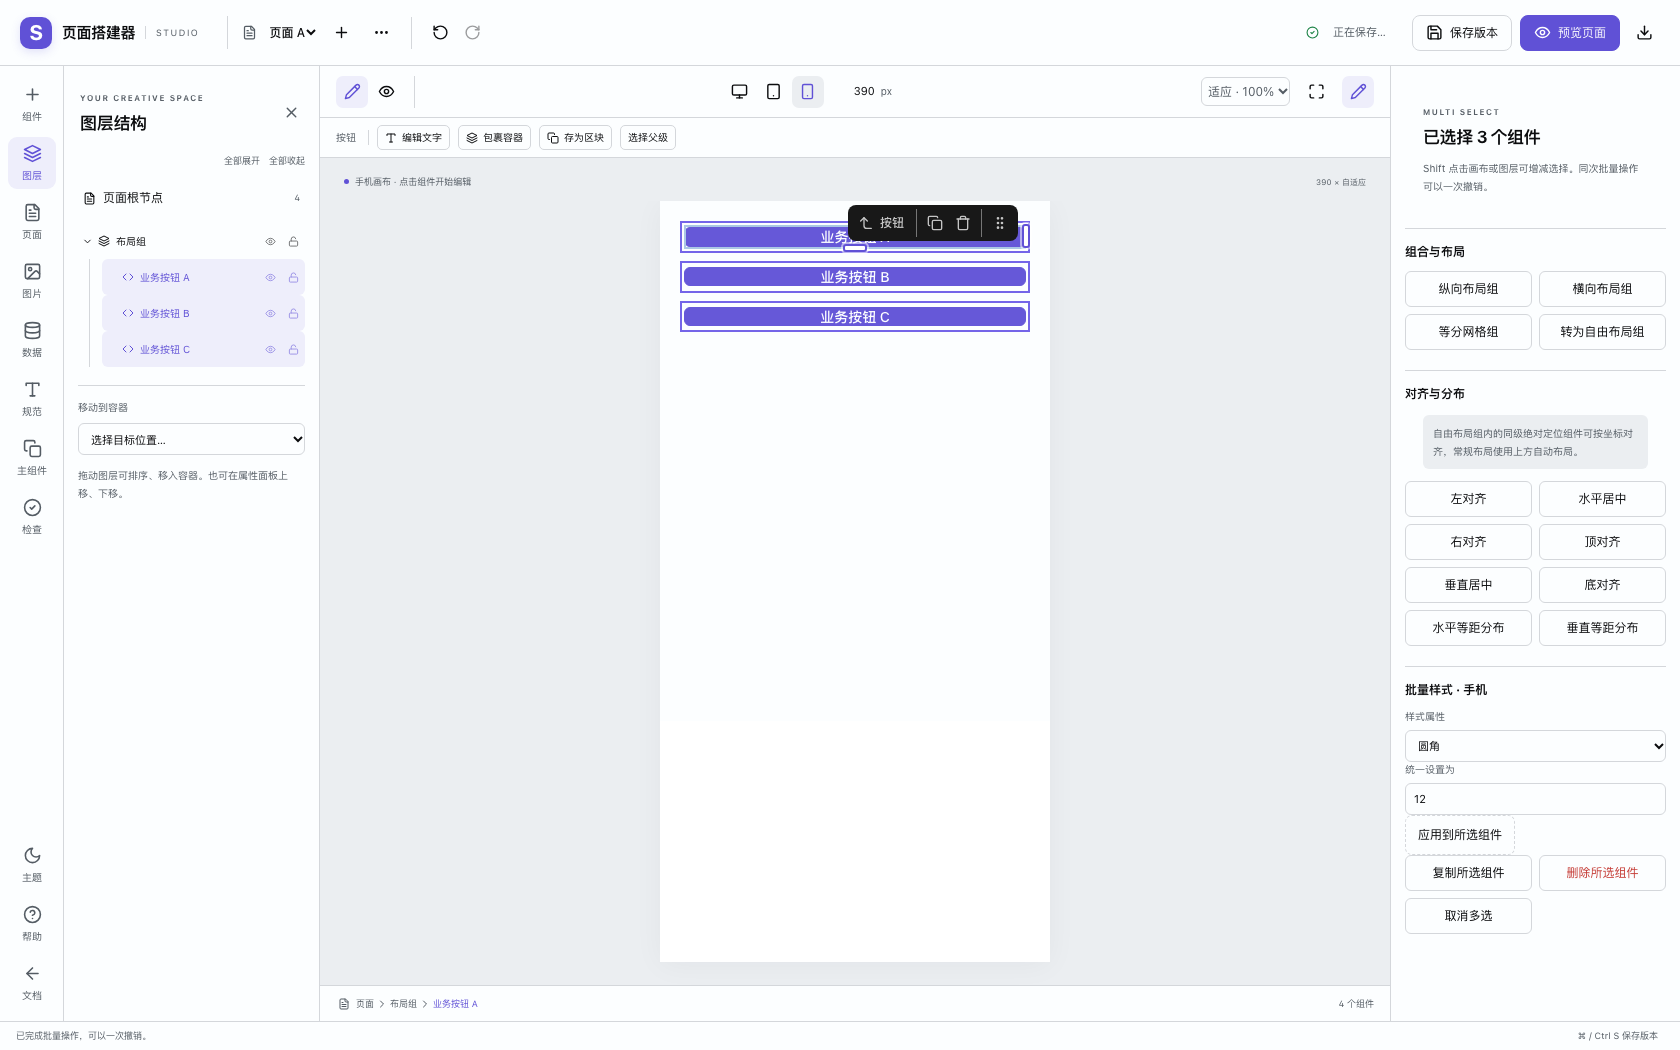 S 页面搭建器 STUDIO 页面 A 正在保存... 保存版本 预览页面
组件
图层
页面
图片
数据
规范
主组件
检查
主题
帮助
文档
YOUR CREATIVE SPACE
图层结构
全部展开 全部收起
页面根节点 4
布局组
业务按钮 A
业务按钮 B
业务按钮 C
移动到容器
选择目标位置...
拖动图层可排序、移入容器。也可在属性面板上
移、下移。
390 px 适应 · 100%
按钮 编辑文字 包裹容器 存为区块 选择父级
手机画布 · 点击组件开始编辑 390 × 自适应
按钮
业务按钮 B
业务按钮 C
页面 布局组 业务按钮 A 4 个组件
MULTI SELECT
已选择 3 个组件
Shift 点击画布或图层可增减选择。同次批量操作
可以一次撤销。
组合与布局
纵向布局组 横向布局组
等分网格组 转为自由布局组
对齐与分布
自由布局组内的同级绝对定位组件可按坐标对
齐，常规布局使用上方自动布局。
左对齐 水平居中
右对齐 顶对齐
垂直居中 底对齐
水平等距分布 垂直等距分布
批量样式 · 手机
样式属性
圆角
统一设置为
12
应用到所选组件
复制所选组件 删除所选组件
取消多选
已完成批量操作，可以一次撤销。 ⌘ / Ctrl S 保存版本